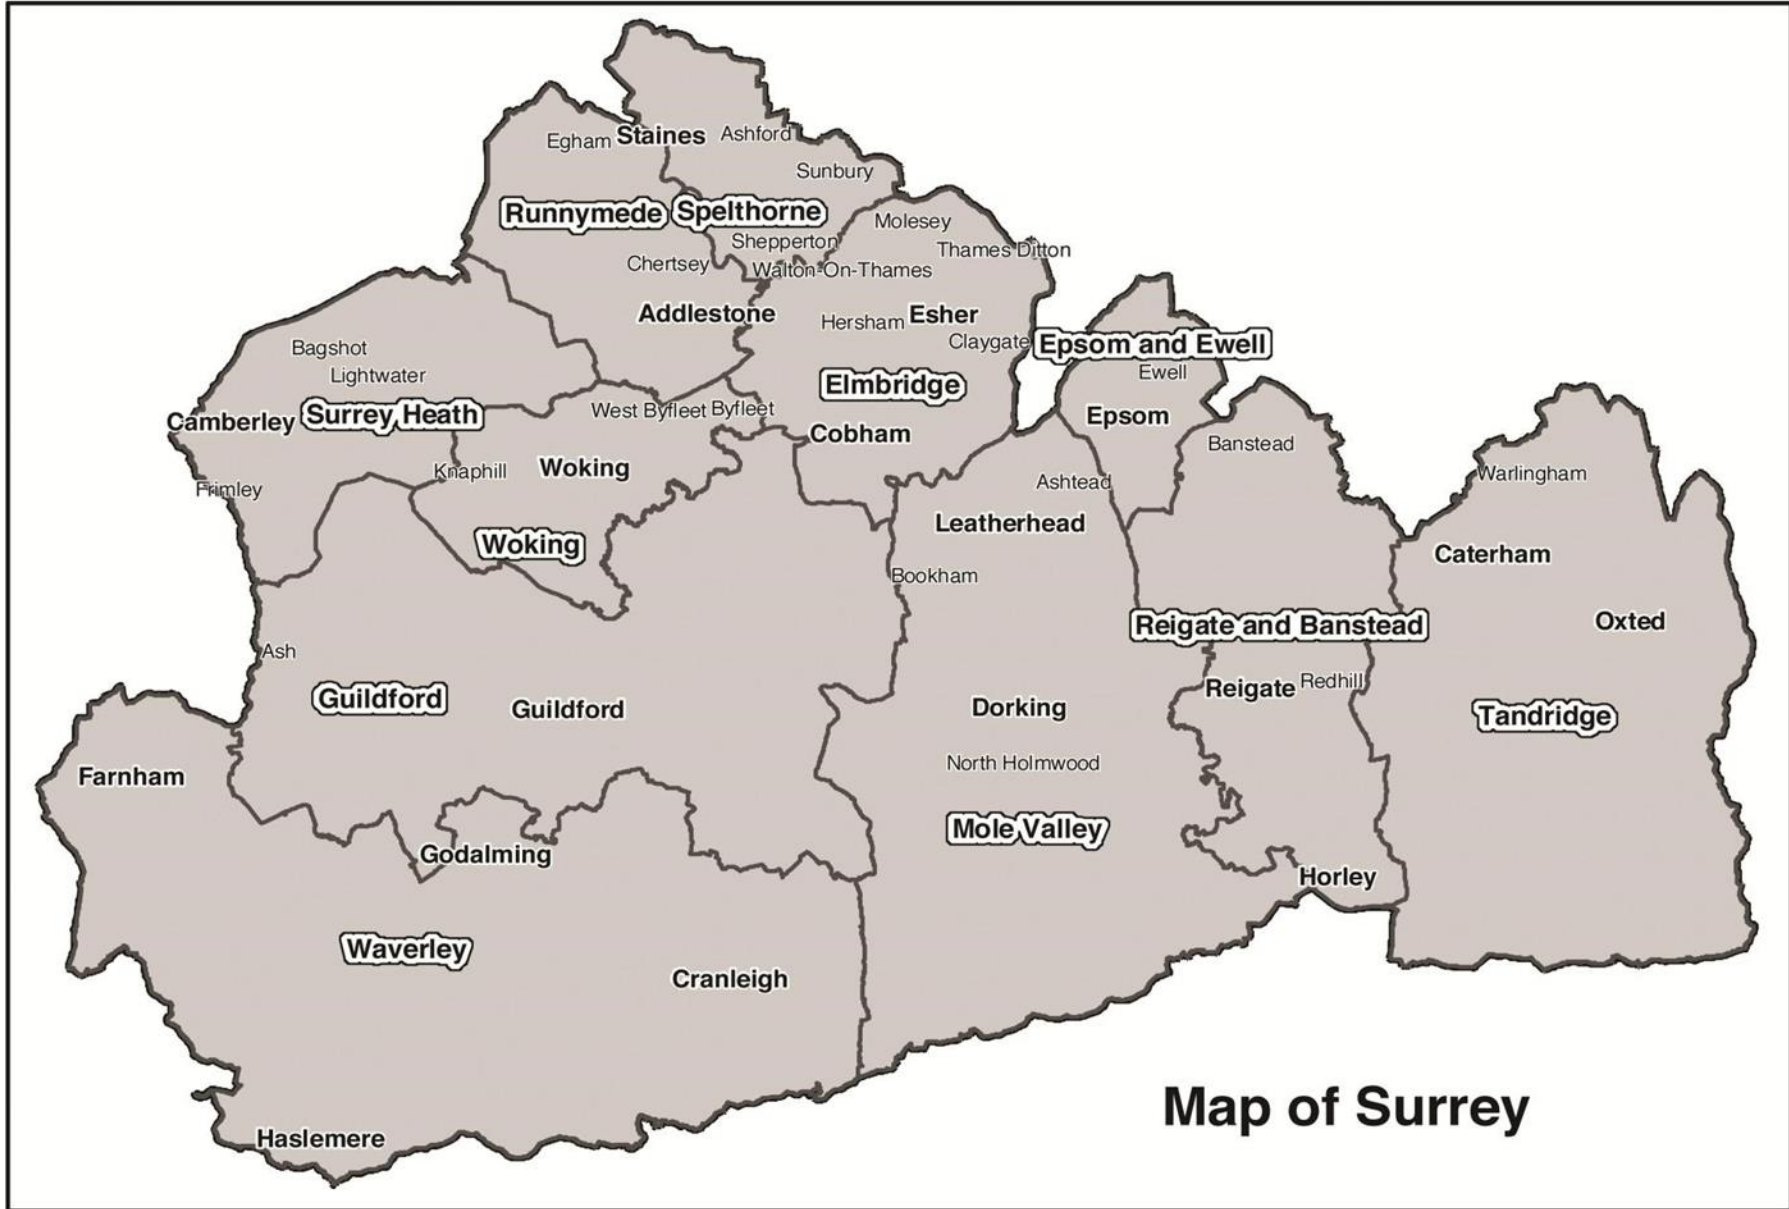 Egham
Staines
Ashford
Sunbury
Runnymede
Spelthorne
Molesey
Shepperton
Thames Ditton
Chertsey
Walton-On-Thames
Addlestone
Hersham
Esher
Claygate
Epsom and Ewell
Bagshot
Lightwater
Ewell
Elmbridge
Camberley
Surrey Heath
West Byfleet
Byfleet
Epsom
Cobham
Banstead
Knaphill
Woking
Warlingham
Frimley
Ashtead
Leatherhead
Woking
Caterham
Bookham
Oxted
Reigate and Banstead
Ash
Guildford
Guildford
Reigate
Redhill
Dorking
Tandridge
North Holmwood
Farnham
Mole Valley
Godalming
Horley
Waverley
Cranleigh
Map of Surrey
Haslemere